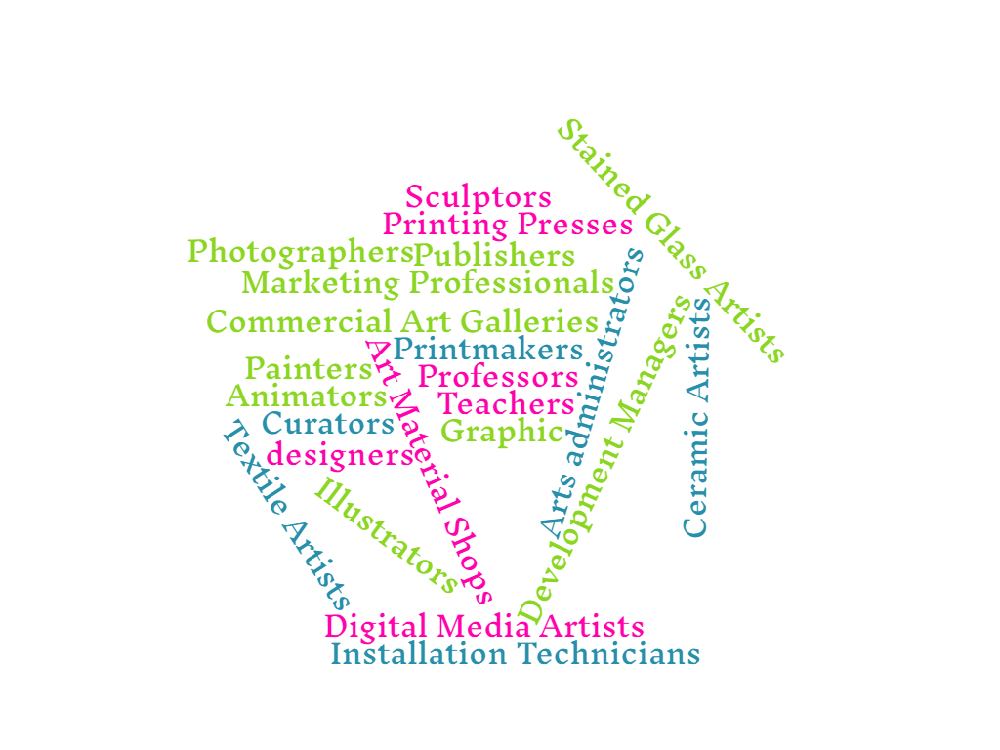 Stained Glass Artists
Sculptors
Printing Presses
Photographers
Publishers
Marketing Professionals
Arts administrators
Development Managers
Ceramic Artists
Commercial Art Galleries
Printmakers
Art Material Shops
Painters
Professors
Animators
Teachers
Curators
Graphic
Textile Artists
designers
Illustrators
Digital Media Artists
Installation Technicians